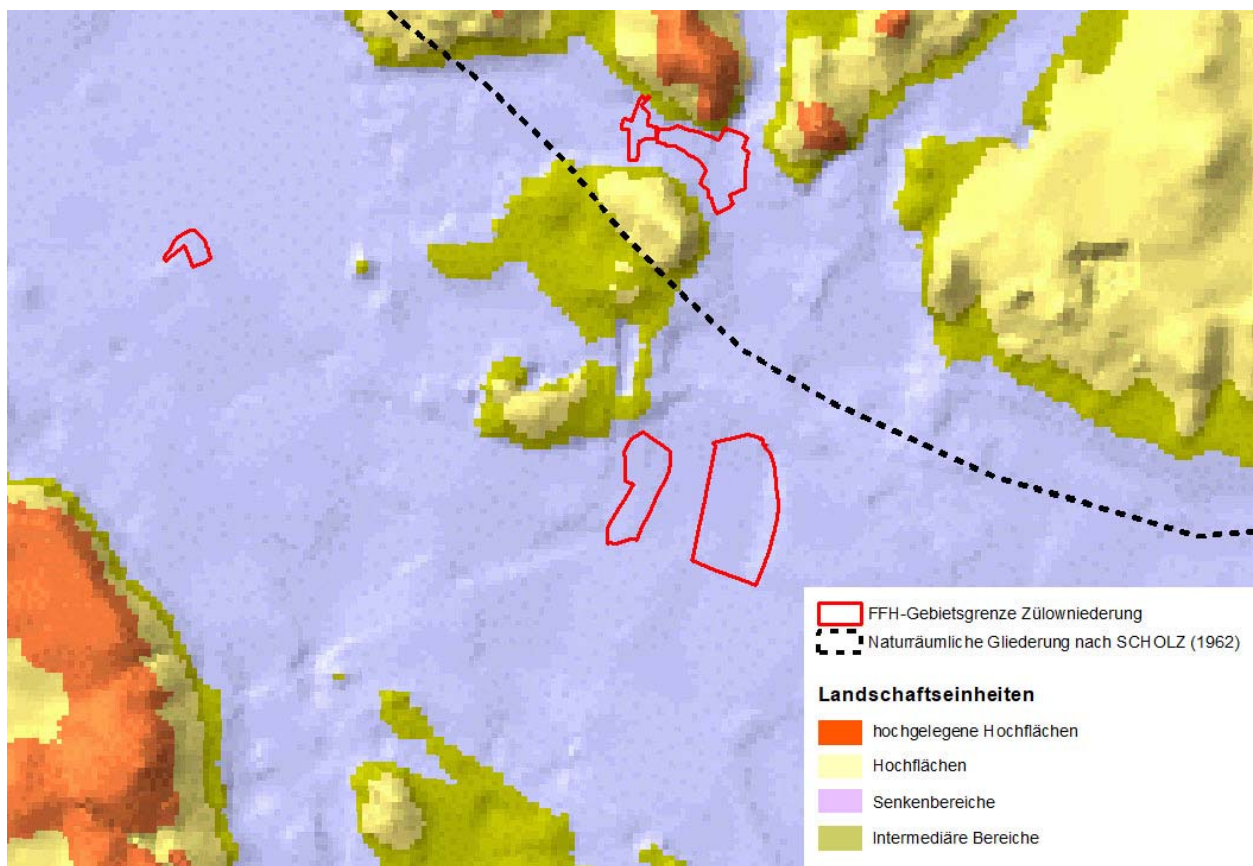 FFH-Gebietsgrenze Zülowniederung
Naturräumliche Gliederung nach SCHOLZ (1962)
Landschaftseinheiten
hochgelegene Hochflächen
Hochflächen
Senkenbereiche
Intermediäre Bereiche